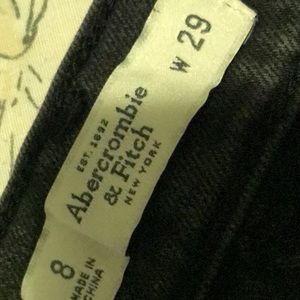 W 29
EST. 1892
Abercrombie
& Fitch
NEW YORK
8
MADE IN
CHINA